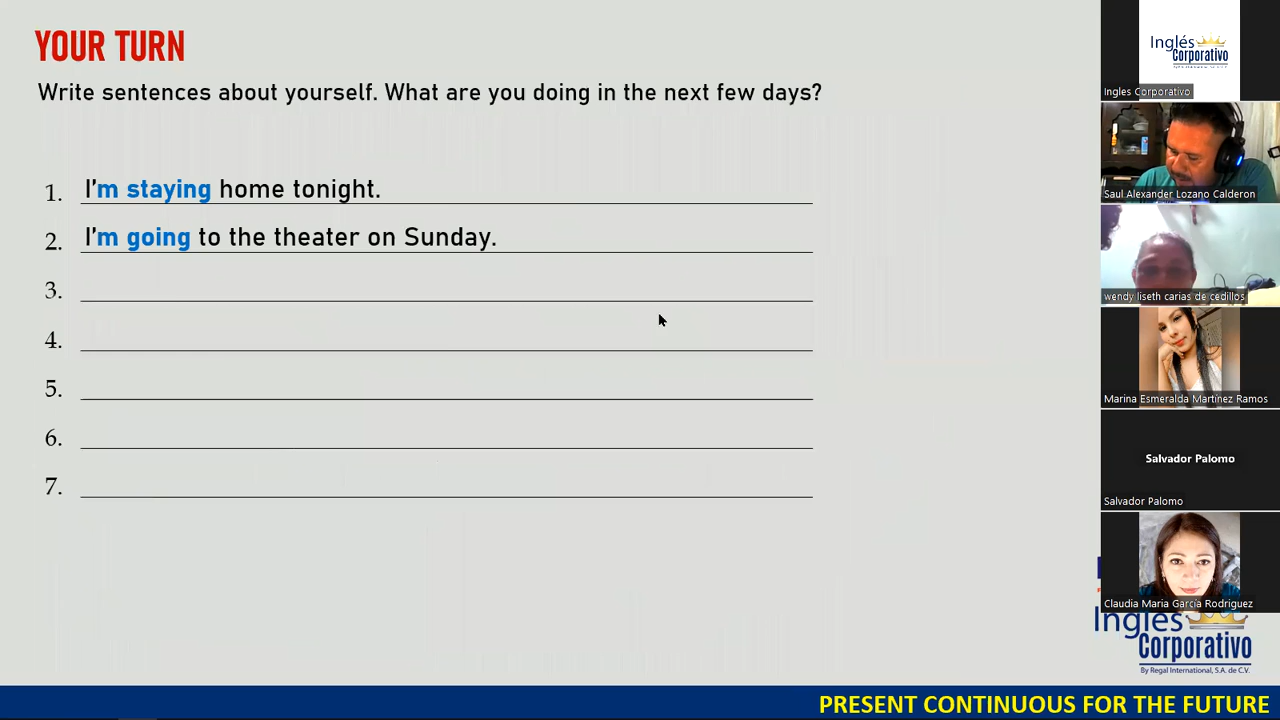 YOUR TURN
Write sentences about yourself. What are you doing in the next few days?
1. I'm staying home tonight.
2. I'm going to the theater on Sunday.
3.
4.
5.
6.
7.
Inglés
Corporativo
Ingles Corporativo
Saul Alexander Lozano Calderon
wendy liseth carias de cedillos
Marina Esmeralda Martínez Ramos
Salvador Palomo
Salvador Palomo
Claudia Maria García Rodriguez
Inglés
Corporativo
By Regal International, S.A. de C.V.
PRESENT CONTINUOUS FOR THE FUTURE